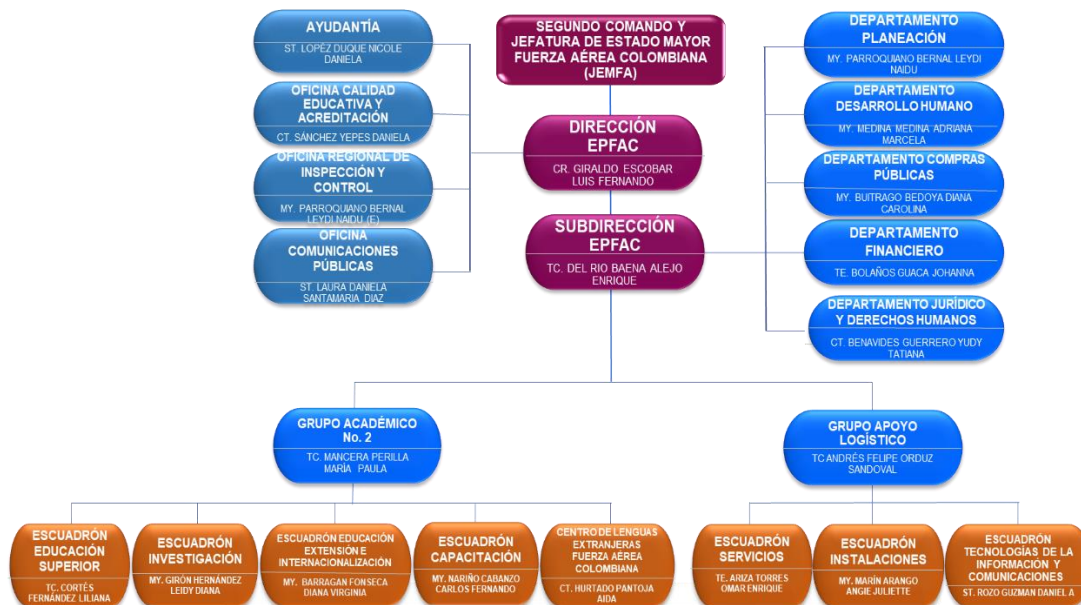 SEGUNDO COMANDO Y
JEFATURA DE ESTADO MAYOR
FUERZA AÉREA COLOMBIANA
(JEMFA)
DIRECCIÓN
EPFAC
CR. GIRALDO ESCOBAR
LUIS FERNANDO
SUBDIRECCIÓN
EPFAC
TC. DEL RIO BAENA ALEJO
ENRIQUE
AYUDANTÍA
ST. LOPÉZ DUQUE NICOLE
DANIELA
OFICINA CALIDAD
EDUCATIVA Y
ACREDITACIÓN
CT. SÁNCHEZ YEPES DANIELA
OFICINA REGIONAL DE
INSPECCIÓN Y
CONTROL
MY. PARROQUIANO BERNAL
LEYDI NAIDU (E)
OFICINA
COMUNICACIONES
PÚBLICAS
ST. LAURA DANIELA
SANTAMARIA DIAZ
DEPARTAMENTO
PLANEACIÓN
MY. PARROQUIANO BERNAL LEYDI
NAIDU
DEPARTAMENTO
DESARROLLO HUMANO
MY. MEDINA MEDINA ADRIANA
MARCELA
DEPARTAMENTO COMPRAS
PÚBLICAS
MY. BUITRAGO BEDOYA DIANA
CAROLINA
DEPARTAMENTO
FINANCIERO
TE. BOLAÑOS GUACA JOHANNA
DEPARTAMENTO JURÍDICO
Y DERECHOS HUMANOS
CT. BENAVIDES GUERRERO YUDY
TATIANA
GRUPO ACADÉMICO
No. 2
TC. MANCERA PERILLA
MARÍA PAULA
GRUPO APOYO
LOGÍSTICO
TC ANDRÉS FELIPE ORDUZ
SANDOVAL
ESCUADRÓN
EDUCACIÓN
SUPERIOR
TC. CORTÉS
FERNÁNDEZ LILIANA
ESCUADRÓN
INVESTIGACIÓN
MY. GIRÓN HERNÁNDEZ
LEIDY DIANA
ESCUADRÓN EDUCACIÓN
EXTENSIÓN E
INTERNACIONALIZACIÓN
MY. BARRAGAN FONSECA
DIANA VIRGINIA
ESCUADRÓN
CAPACITACIÓN
MY. NARIÑO CABANZO
CARLOS FERNANDO
CENTRO DE LENGUAS
EXTRANJERAS
FUERZA AÉREA
COLOMBIANA
CT. HURTADO PANTOJA
AIDA
ESCUADRÓN
SERVICIOS
TE. ARIZA TORRES
OMAR ENRIQUE
ESCUADRÓN
INSTALACIONES
MY. MARÍN ARANGO
ANGIE JULIETTE
ESCUADRÓN
TECNOLOGÍAS DE LA
INFORMACIÓN Y
COMUNICACIONES
ST. ROZO GUZMAN DANIELA